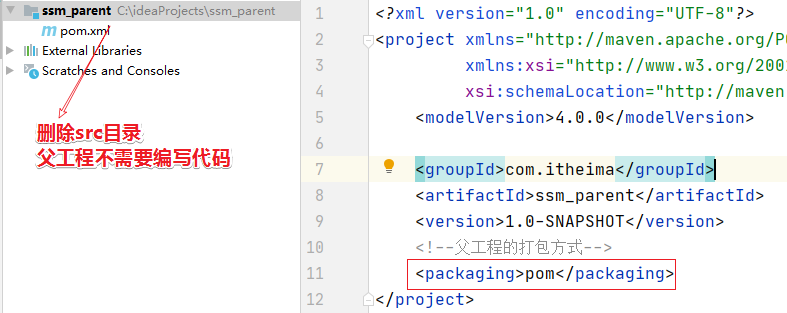 ssm_parent C:\ideaProjects\ssm_parent
pom.xml
External Libraries
Scratches and Consoles
删除src目录
父工程不需要编写代码
1 <?xml version="1.0" encoding="UTF-8"?>
2 <project xmlns="http://maven.apache.org/PO
3 xmlns:xsi="http://www.w3.org/200
4 xsi:schemaLocation="http://maven
5 <modelVersion>4.0.0</modelVersion>
6
7 <groupId>com.itheima</groupId>
8 <artifactId>ssm_parent</artifactId>
9 <version>1.0-SNAPSHOT</version>
10 <!--父工程的打包方式-->
11 <packaging>pom</packaging>
12 </project>